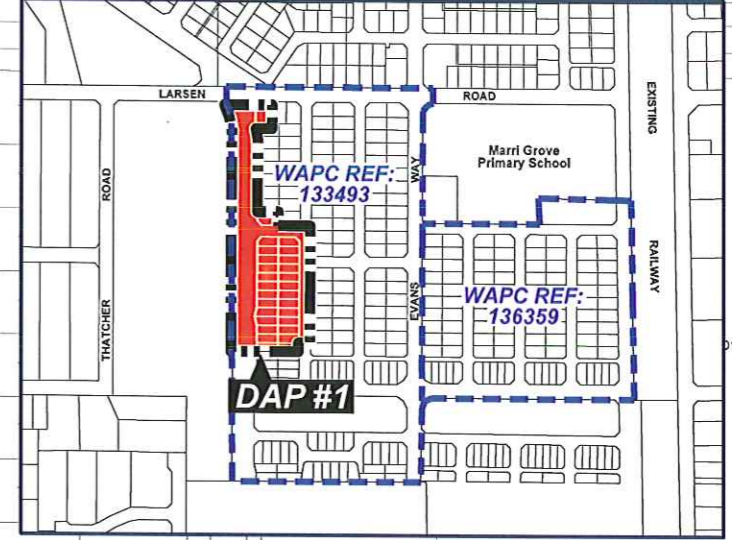 LARSEN
ROAD
EXISTING
Marri Grove
Primary School
WAPC REF:
133493
WAY
ROAD
WAPC REF:
136359
RAILWAY
EVANS
THATCHER
DAP #1